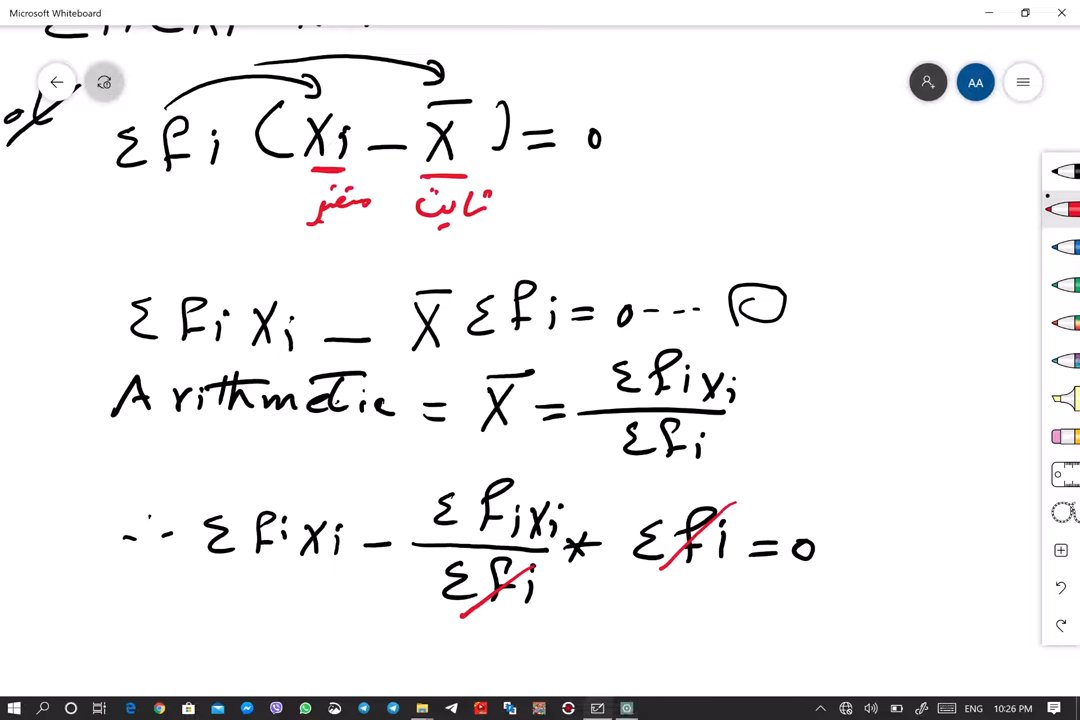 Microsoft Whiteboard
AA
Σfi (Xi − X̄) = 0
متغير ثابت
Σfi Xi − X̄ Σfi = 0 ---
Arithmetic = X̄ = Σfixi / Σfi
∴ Σfixi − Σfixi / Σfi * Σfi = 0
ENG 10:26 PM